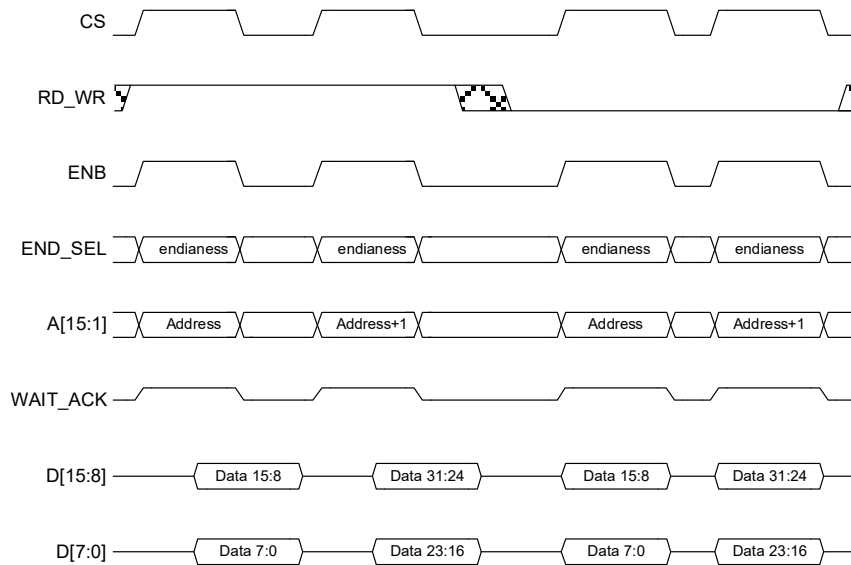 CS
RD_WR
ENB
END_SEL endianess endianess endianess endianess
A[15:1] Address Address+1 Address Address+1
WAIT_ACK
D[15:8] Data 15:8 Data 31:24 Data 15:8 Data 31:24
D[7:0] Data 7:0 Data 23:16 Data 7:0 Data 23:16